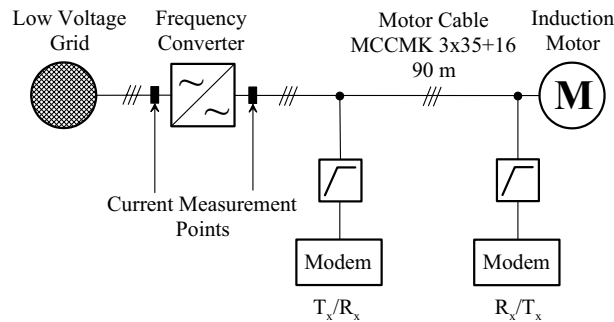 Low Voltage
Grid
Frequency
Converter
Motor Cable
MCCMK 3x35+16
90 m
Induction
Motor
~
~
M
Current Measurement
Points
Modem
Modem
Tx/Rx
Rx/Tx